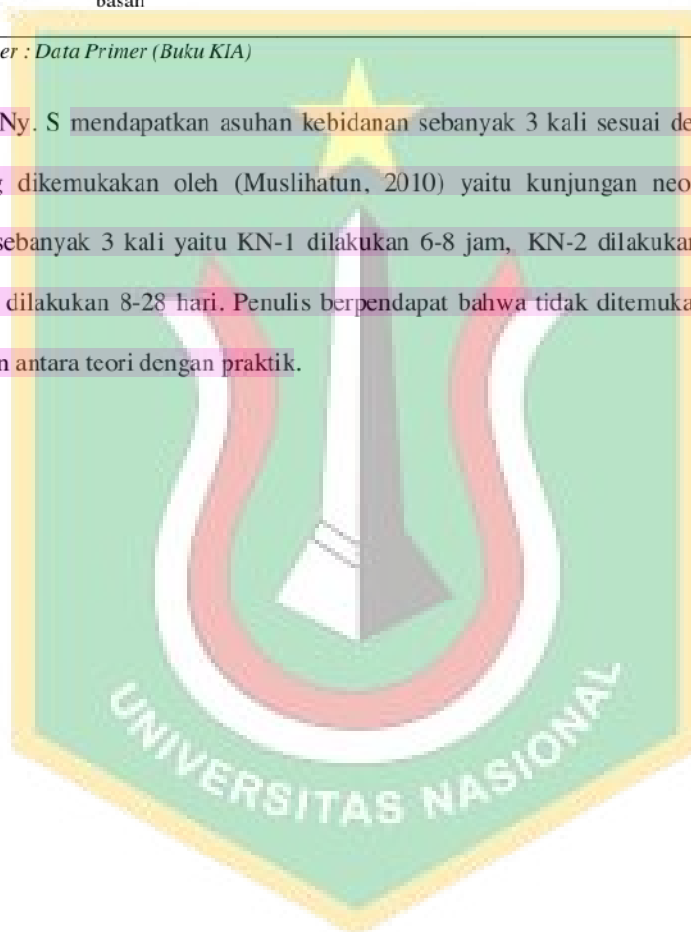 basah
er : Data Primer (Buku KIA)
Ny. S mendapatkan asuhan kebidanan sebanyak 3 kali sesuai de
g dikemukakan oleh (Muslihatun, 2010) yaitu kunjungan neo
sebanyak 3 kali yaitu KN-1 dilakukan 6-8 jam, KN-2 dilakukan
dilakukan 8-28 hari. Penulis berpendapat bahwa tidak ditemuka
n antara teori dengan praktik.
UNIVERSITAS NASIONAL